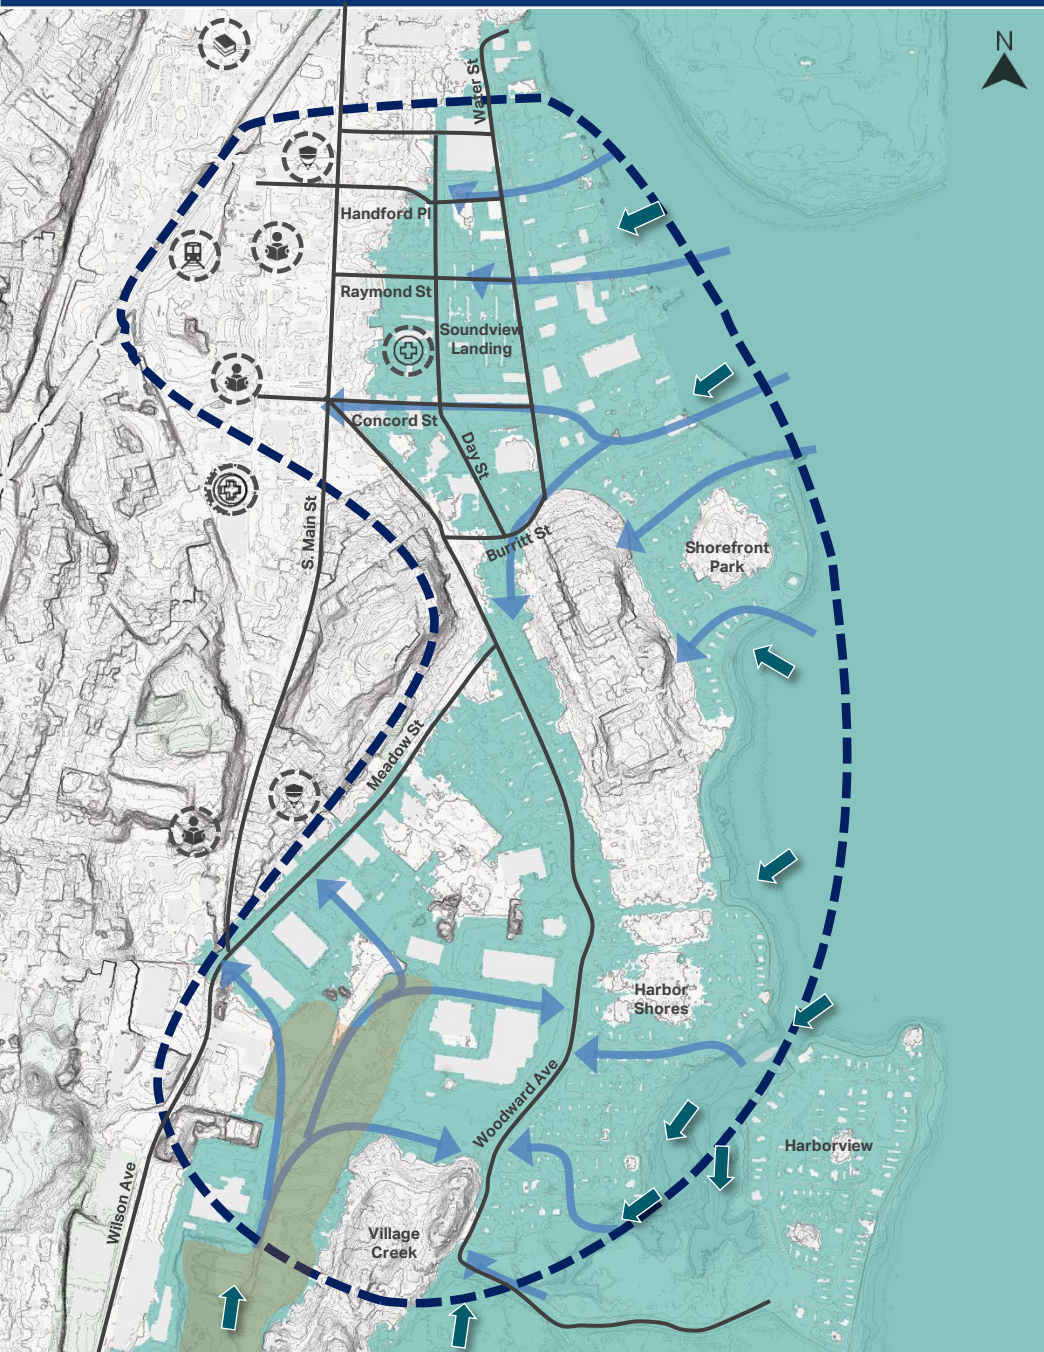 N
Water St
Handford Pl
Raymond St
Soundview
Landing
Concord St
Day St
S. Main St
Burritt St
Shorefront
Park
Meadow St
Harbor
Shores
Woodward Ave
Harborview
Wilson Ave
Village
Creek